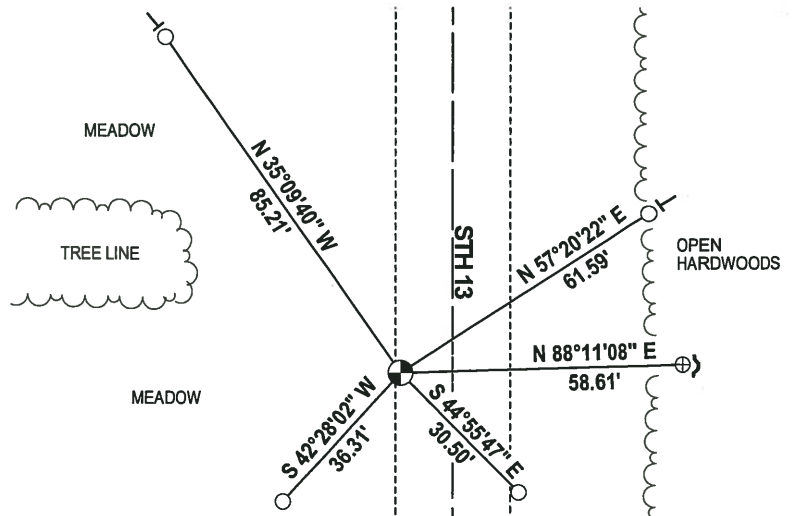 MEADOW
N 35°09'40" W
85.21'
TREE LINE
STH 13
N 57°20'22" E
61.59'
OPEN
HARDWOODS
N 88°11'08" E
58.61'
MEADOW
S 42°28'02" W
36.31'
S 44°55'47" E
30.50'